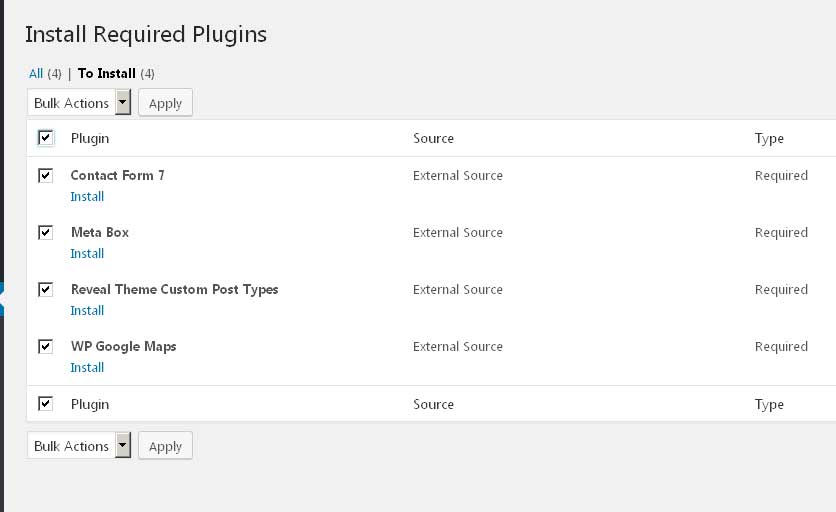 Install Required Plugins
All (4) | To Install (4)
Bulk Actions Apply
Plugin Source Type
Contact Form 7 External Source Required
Install
Meta Box External Source Required
Install
Reveal Theme Custom Post Types External Source Required
Install
WP Google Maps External Source Required
Install
Plugin Source Type
Bulk Actions Apply